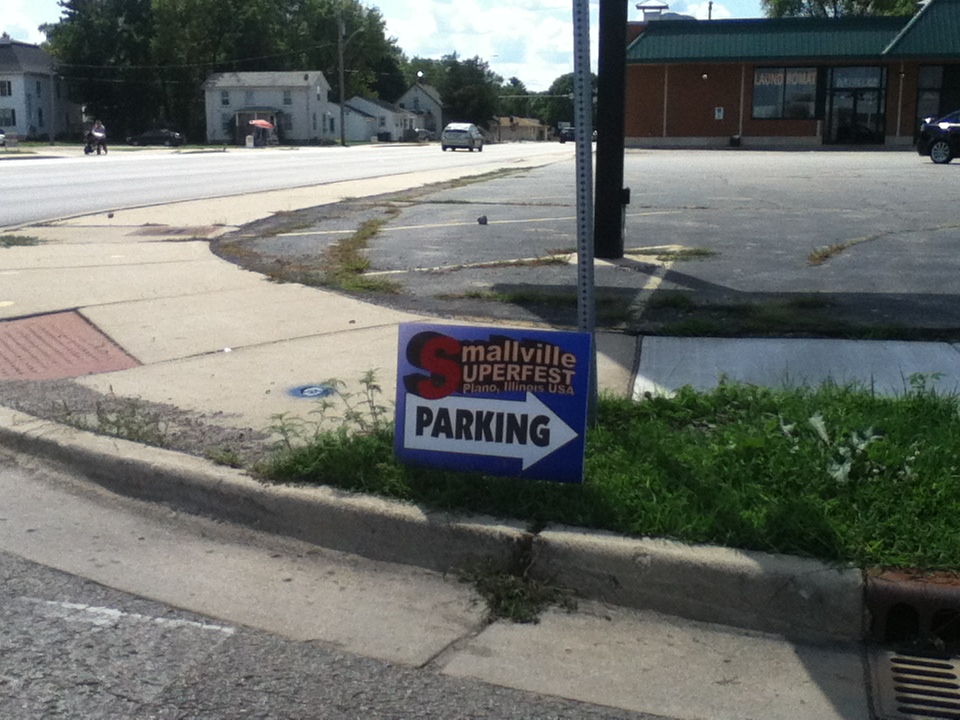 LAUNDROMAT
Smallville
SUPERFEST
Plano, Illinois USA
PARKING